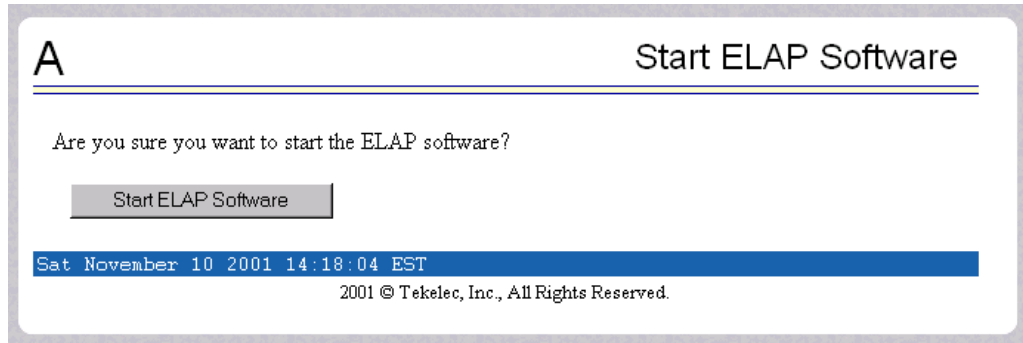 A
Start ELAP Software
Are you sure you want to start the ELAP software?
Start ELAP Software
Sat November 10 2001 14:18:04 EST
2001 © Tekelec, Inc., All Rights Reserved.